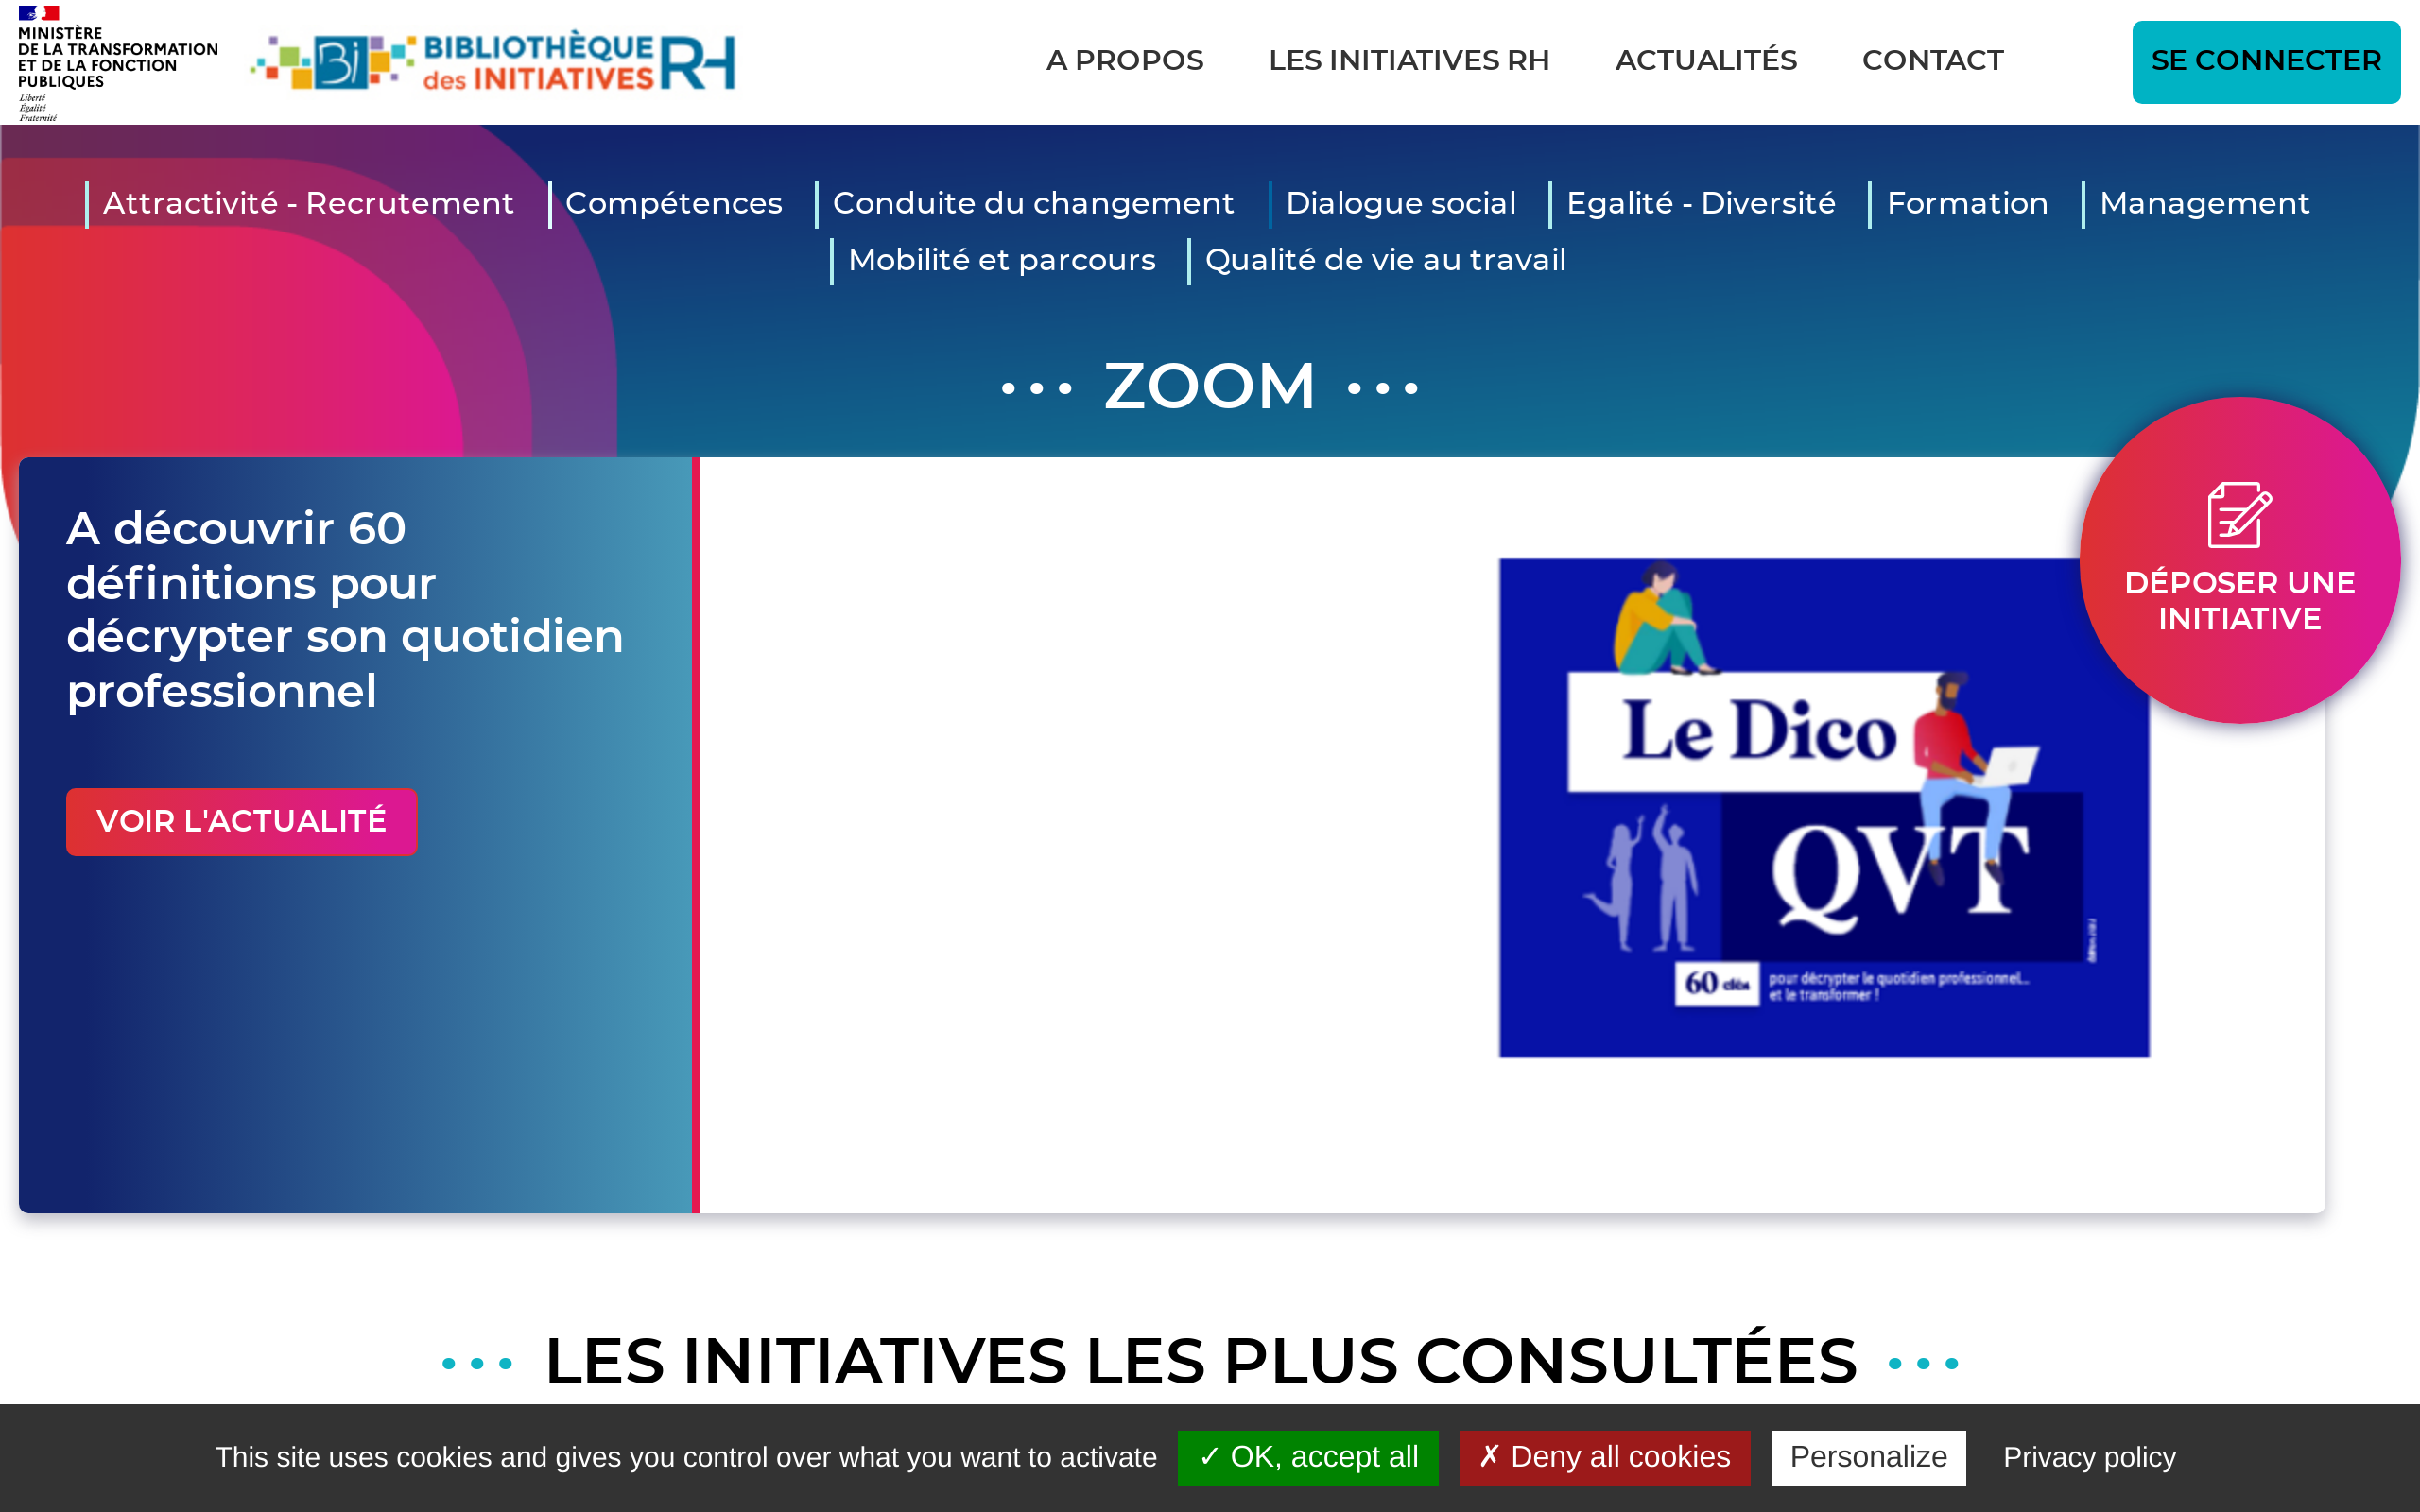 MINISTÈRE
DE LA TRANSFORMATION
ET DE LA FONCTION
PUBLIQUES
Liberté
Égalité
Fraternité
Bi BIBLIOTHÈQUE
des INITIATIVES RH
A PROPOS LES INITIATIVES RH ACTUALITÉS CONTACT SE CONNECTER
Attractivité - Recrutement Compétences Conduite du changement Dialogue social Egalité - Diversité Formation Management
Mobilité et parcours Qualité de vie au travail
••• ZOOM •••
A découvrir 60
définitions pour
décrypter son quotidien
professionnel
VOIR L'ACTUALITÉ
Le Dico
QVT
60 clés
pour décrypter le quotidien professionnel...
et le transformer !
DÉPOSER UNE
INITIATIVE
••• LES INITIATIVES LES PLUS CONSULTÉES •••
This site uses cookies and gives you control over what you want to activate ✓ OK, accept all ✗ Deny all cookies Personalize Privacy policy